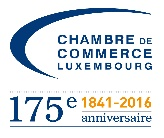 CHAMBRE DE
COMMERCE
LUXEMBOURG
175e 1841-2016
anniversaire